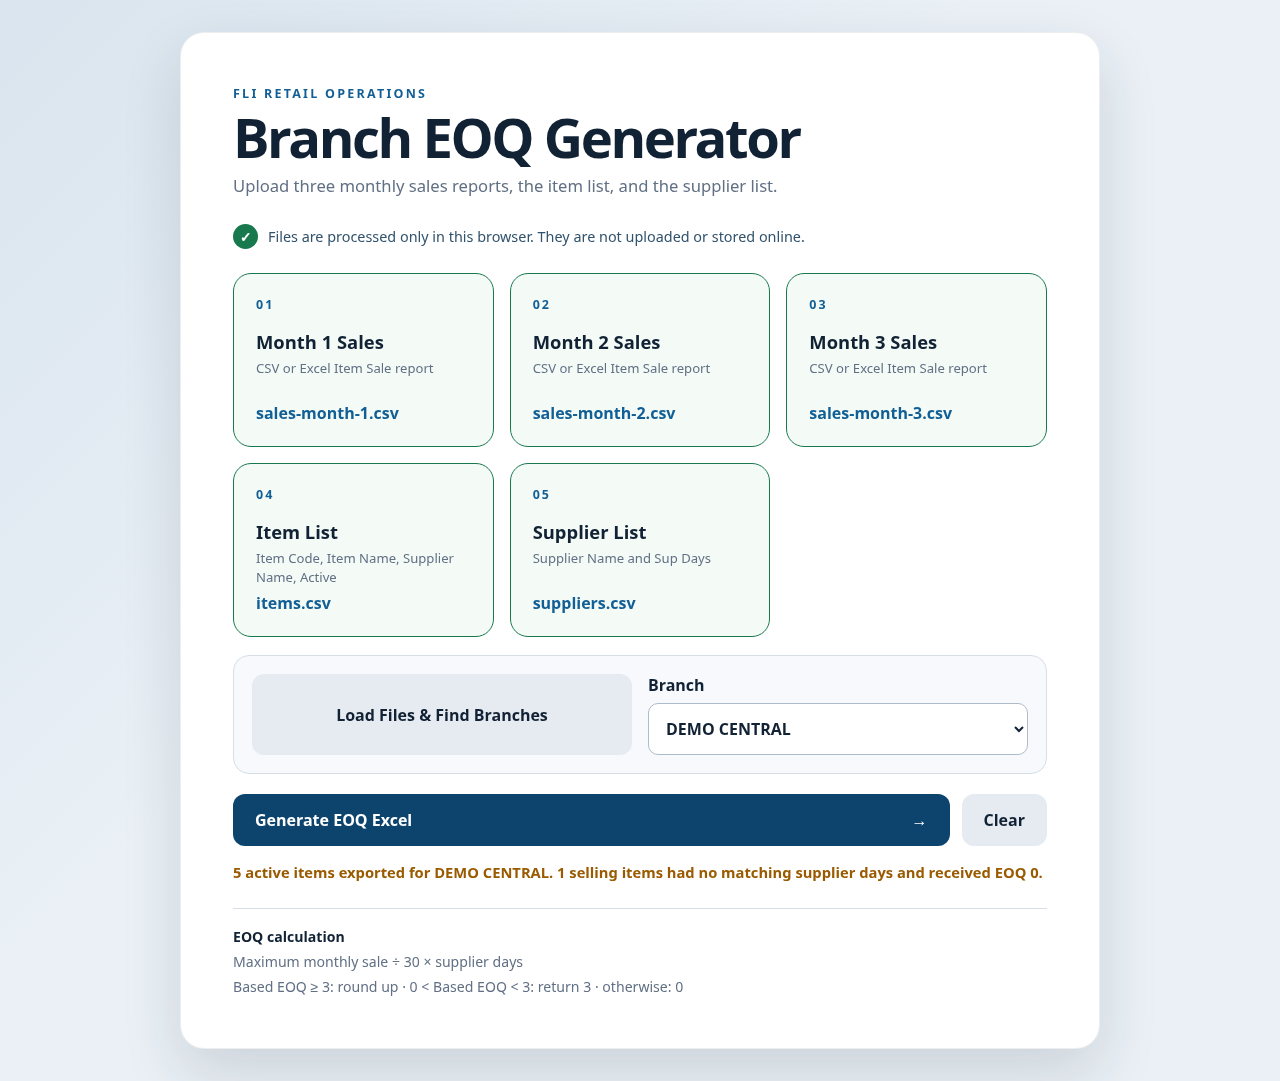 FLI RETAIL OPERATIONS
Branch EOQ Generator
Upload three monthly sales reports, the item list, and the supplier list.
✓ Files are processed only in this browser. They are not uploaded or stored online.
01
Month 1 Sales
CSV or Excel Item Sale report
sales-month-1.csv
02
Month 2 Sales
CSV or Excel Item Sale report
sales-month-2.csv
03
Month 3 Sales
CSV or Excel Item Sale report
sales-month-3.csv
04
Item List
Item Code, Item Name, Supplier
Name, Active
items.csv
05
Supplier List
Supplier Name and Sup Days
suppliers.csv
Load Files & Find Branches
Branch
DEMO CENTRAL
Generate EOQ Excel →
Clear
5 active items exported for DEMO CENTRAL. 1 selling items had no matching supplier days and received EOQ 0.
EOQ calculation
Maximum monthly sale ÷ 30 × supplier days
Based EOQ ≥ 3: round up · 0 < Based EOQ < 3: return 3 · otherwise: 0